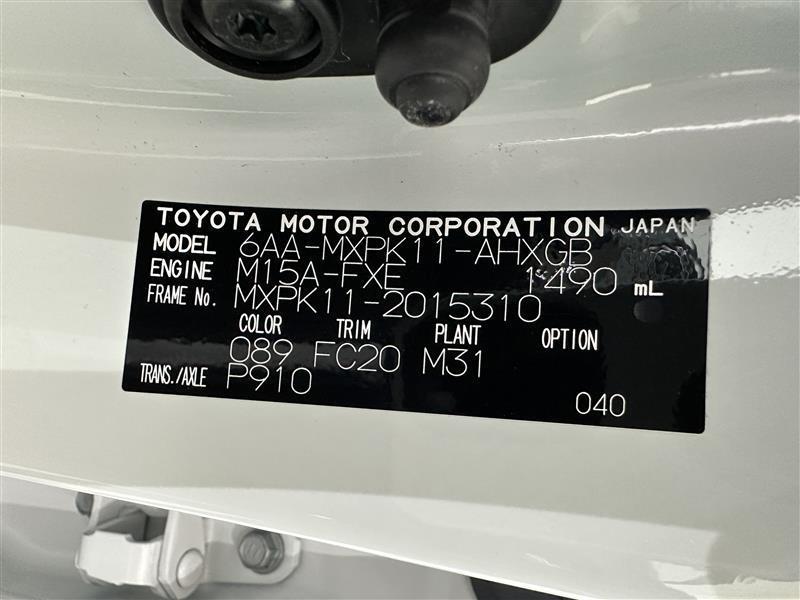 TOYOTA MOTOR CORPORATION JAPAN
MODEL 6AA-MXPK11-AHXGB
ENGINE M15A-FXE 1490 mL
FRAME No. MXPK11-2015310
COLOR TRIM PLANT OPTION
089 FC20 M31
TRANS./AXLE P910
040